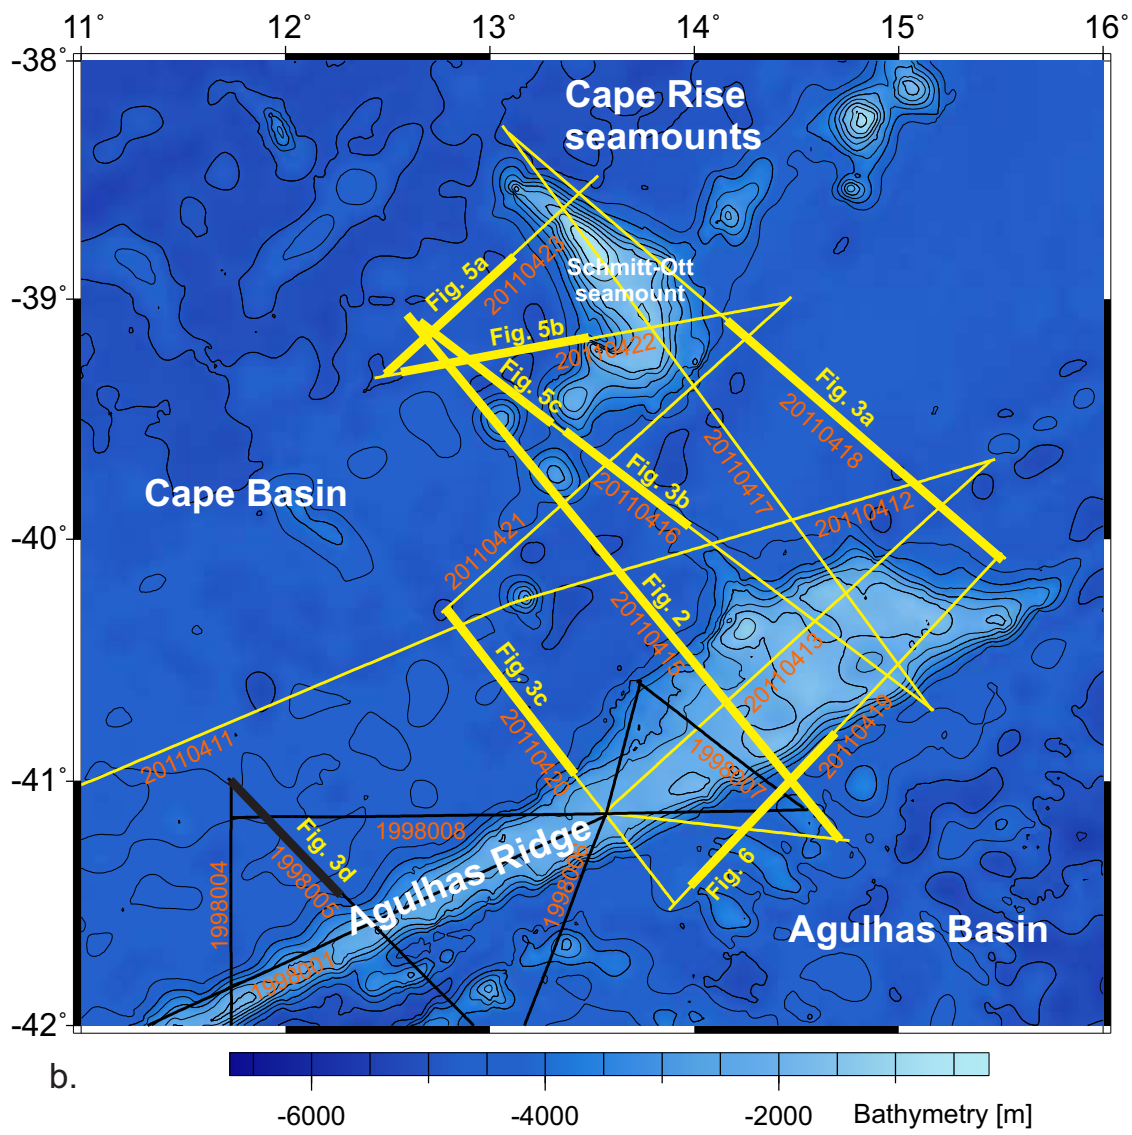 11° 12° 13° 14° 15° 16°
-38°
-39°
-40°
-41°
-42°
Cape Rise
seamounts
Schmitt-Ott
seamount
Fig. 5a
20110423
Fig. 5b
20110422
Fig. 5c
Fig. 3a
20110418
20110417
Fig. 3b
20110416
Cape Basin
20110412
20110421
Fig. 2
20110415
20110413
Fig. 3c
20110420
20110419
20110411
1998007
1998008
Fig. 3d
1998005
1998004
Agulhas Ridge
1998006
Fig. 6
Agulhas Basin
1998001
b.
-6000 -4000 -2000 Bathymetry [m]